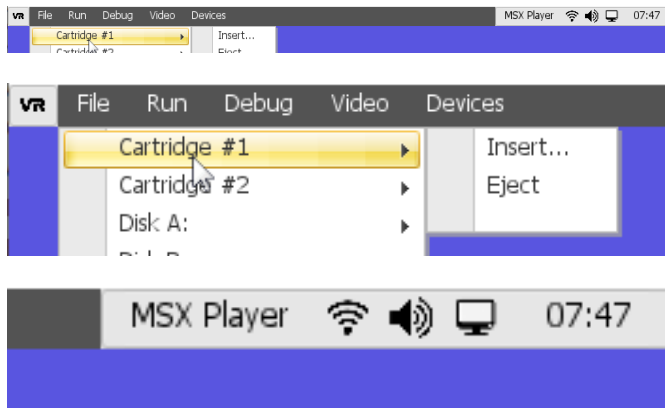 VR File Run Debug Video Devices MSX Player 07:47
Cartridge #1 Insert...
Cartridge #2 Eject
VR File Run Debug Video Devices
Cartridge #1 Insert...
Cartridge #2 Eject
Disk A:
MSX Player 07:47